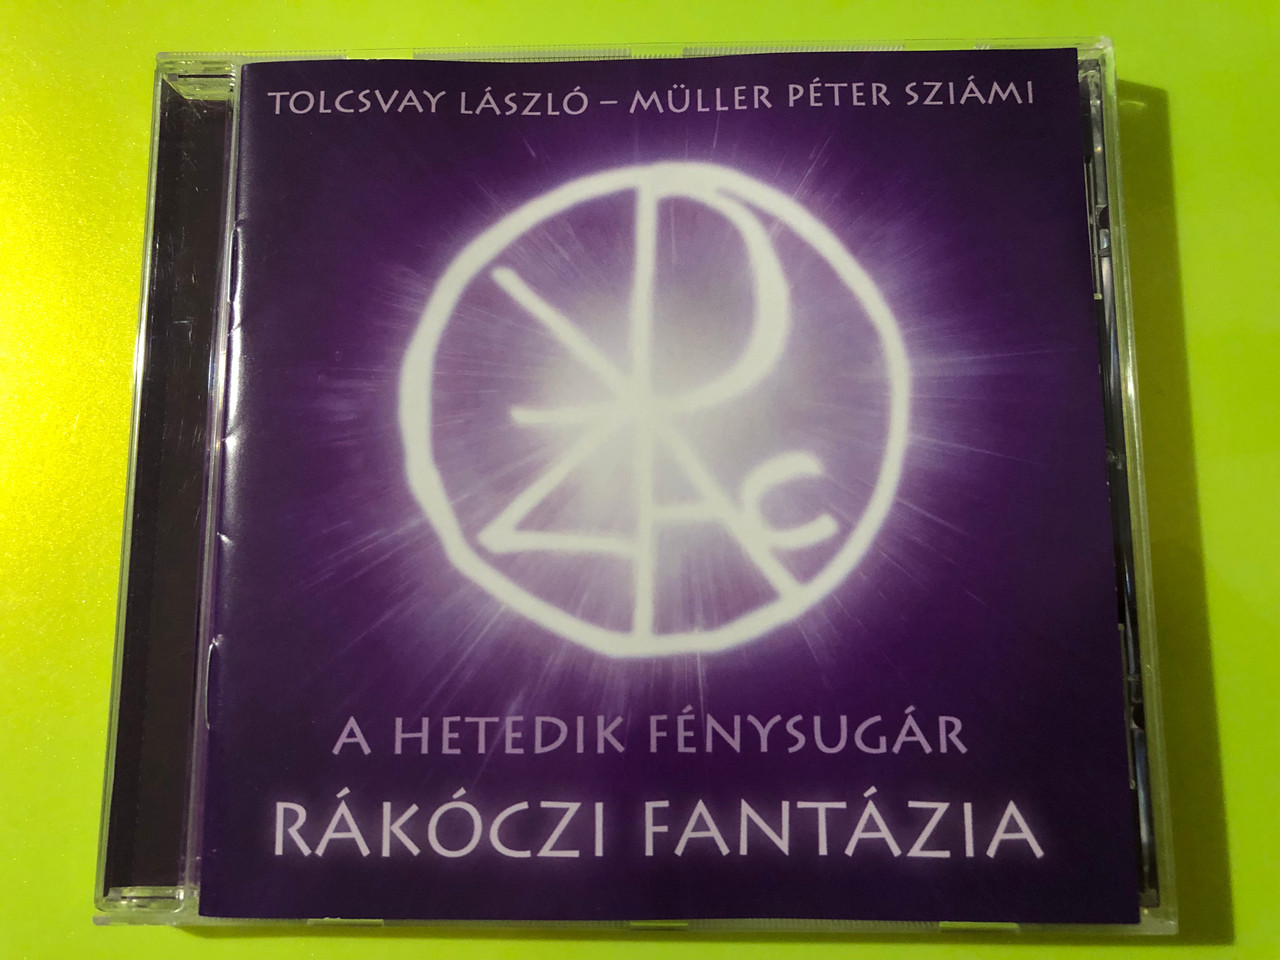 TOLCSVAY LÁSZLÓ – MÜLLER PÉTER SZIÁMI
A HETEDIK FÉNYSUGÁR
RÁKÓCZI FANTÁZIA